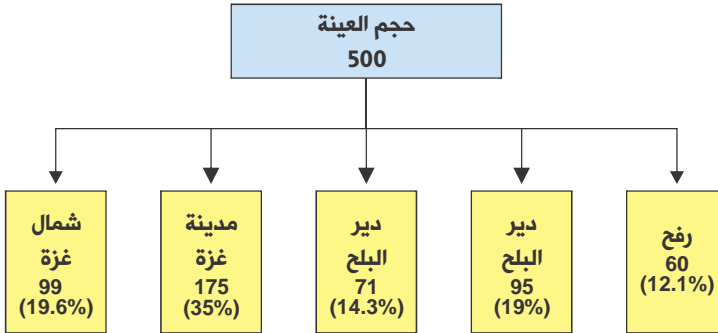 حجم العينة
500
رفح
60
(12.1%)
دير
البلح
95
(19%)
دير
البلح
71
(14.3%)
مدينة
غزة
175
(35%)
شمال
غزة
99
(19.6%)